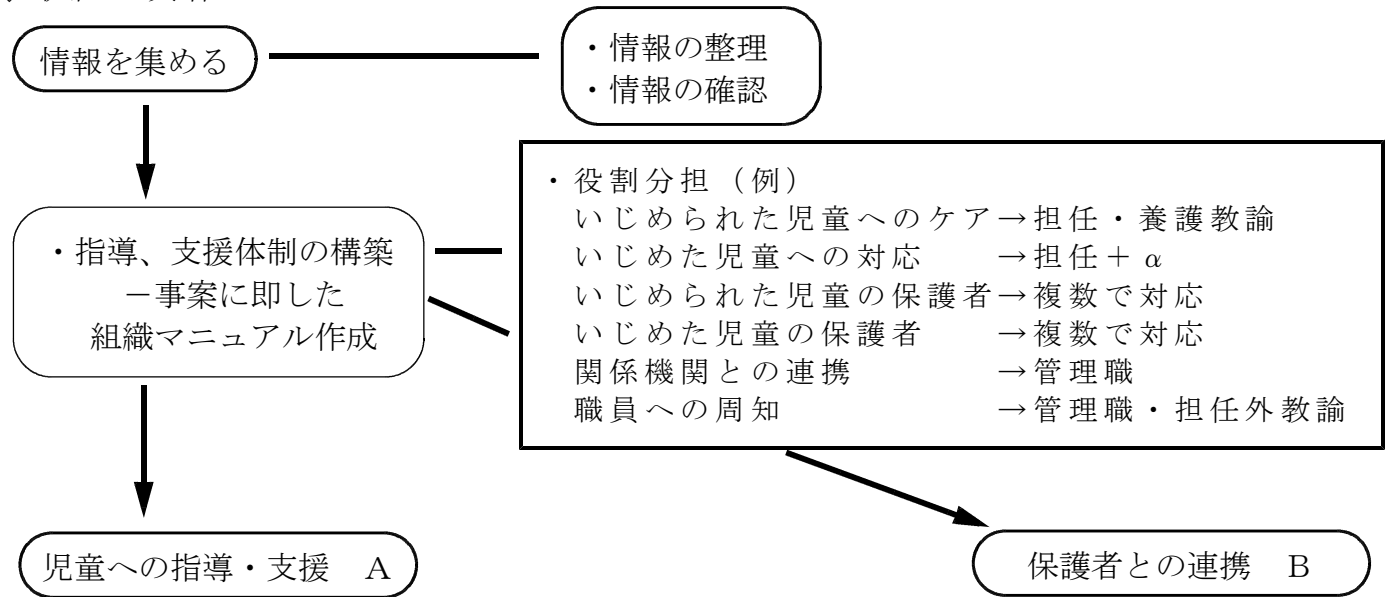 情報を集める
・情報の整理
・情報の確認
・指導、支援体制の構築
－事案に即した
組織マニュアル作成
・役割分担（例）
いじめられた児童へのケア→担任・養護教諭
いじめた児童への対応　→担任＋α
いじめられた児童の保護者→複数で対応
いじめた児童の保護者　→複数で対応
関係機関との連携　→管理職
職員への周知　→管理職・担任外教諭
児童への指導・支援　A
保護者との連携　B